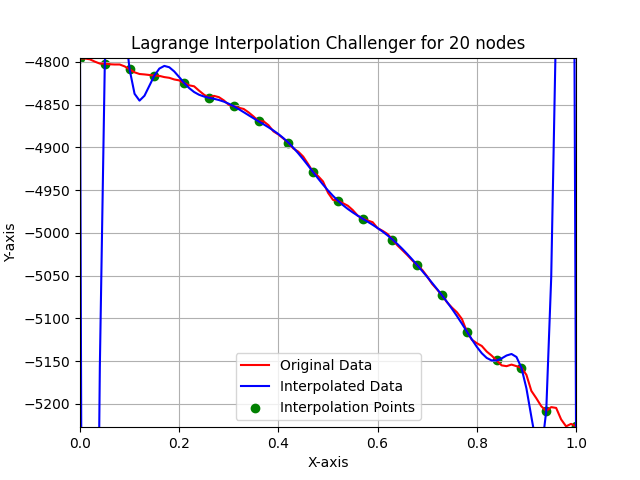 Lagrange Interpolation Challenger for 20 nodes
Y-axis
−4800
−4850
−4900
−4950
−5000
−5050
−5100
−5150
−5200
Original Data
Interpolated Data
Interpolation Points
0.0 0.2 0.4 0.6 0.8 1.0
X-axis